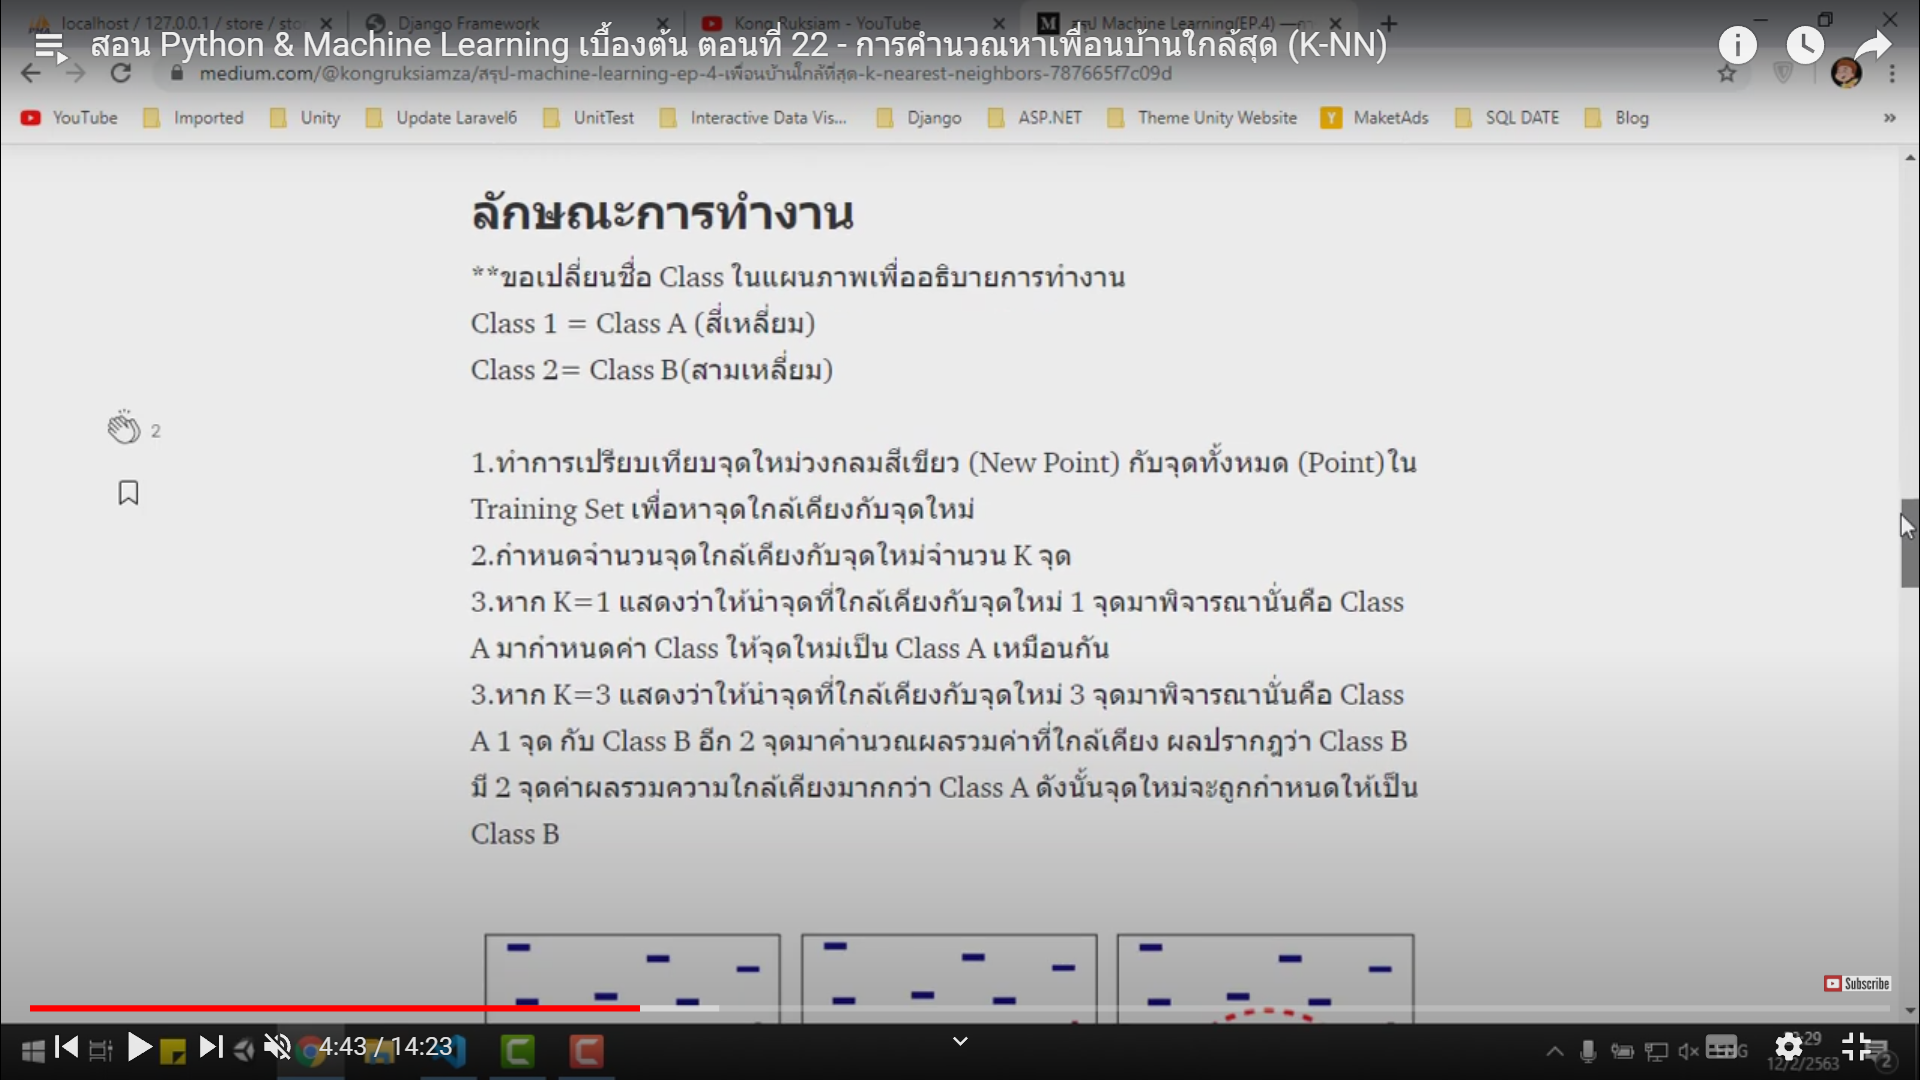 localhost / 127.0.0.1 / store / sto
Django Framework
Kong Ruksiam - YouTube
สรุป Machine Learning(EP.4) —
สอน Python & Machine Learning เบื้องต้น ตอนที่ 22 - การคำนวณหาเพื่อนบ้านใกล้สุด (K-NN)
medium.com/@kongruksiamza/สรุป-machine-learning-ep-4-เพื่อนบ้านใกล้ที่สุด-k-nearest-neighbors-787665f7c09d
YouTube Imported Unity Update Laravel6 UnitTest Interactive Data Vis... Django ASP.NET Theme Unity Website MaketAds SQL DATE Blog »
ลักษณะการทำงาน
**ขอเปลี่ยนชื่อ Class ในแผนภาพเพื่ออธิบายการทำงาน
Class 1 = Class A (สี่เหลี่ยม)
Class 2= Class B(สามเหลี่ยม)
2
1.ทำการเปรียบเทียบจุดใหม่วงกลมสีเขียว (New Point) กับจุดทั้งหมด (Point)ใน
Training Set เพื่อหาจุดใกล้เคียงกับจุดใหม่
2.กำหนดจำนวนจุดใกล้เคียงกับจุดใหม่จำนวน K จุด
3.หาก K=1 แสดงว่าให้นำจุดที่ใกล้เคียงกับจุดใหม่ 1 จุดมาพิจารณานั่นคือ Class
A มากำหนดค่า Class ให้จุดใหม่เป็น Class A เหมือนกัน
3.หาก K=3 แสดงว่าให้นำจุดที่ใกล้เคียงกับจุดใหม่ 3 จุดมาพิจารณานั่นคือ Class
A 1 จุด กับ Class B อีก 2 จุดมาคำนวณผลรวมค่าที่ใกล้เคียง ผลปรากฎว่า Class B
มี 2 จุดค่าผลรวมความใกล้เคียงมากกว่า Class A ดังนั้นจุดใหม่จะถูกกำหนดให้เป็น
Class B
Subscribe
4:43 / 14:23
12/2/2563
2